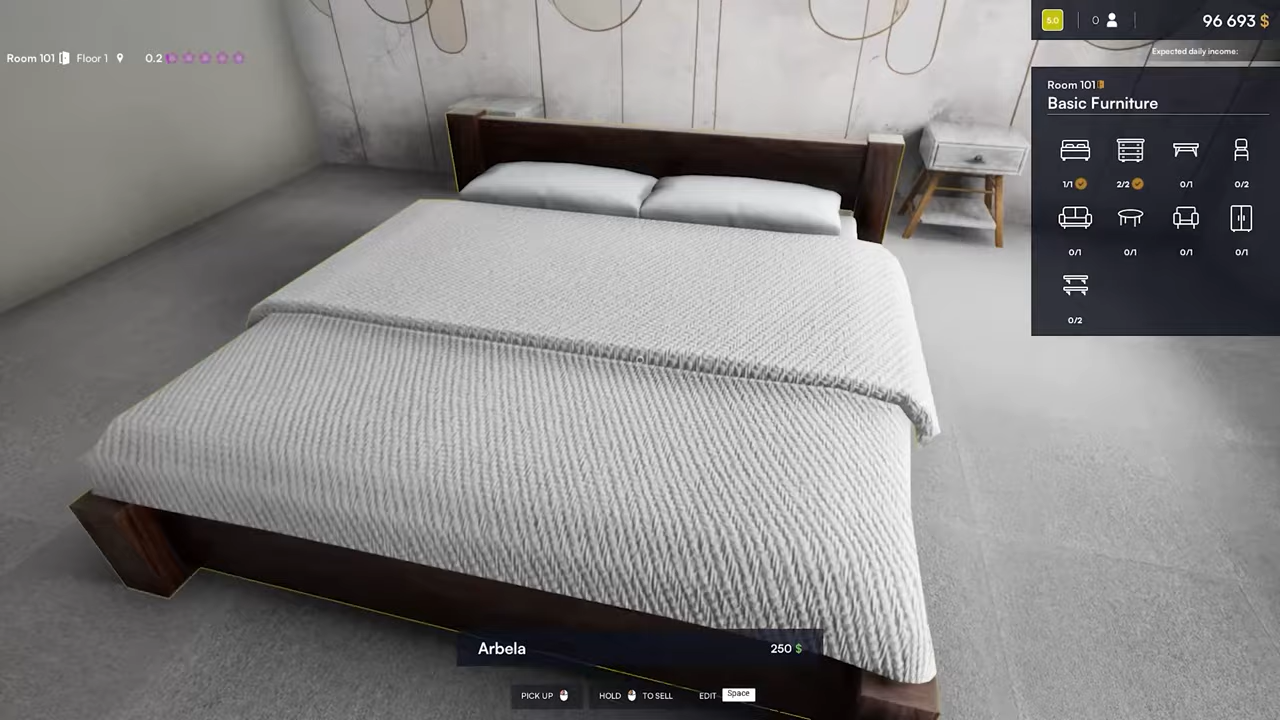 5.0 0 96 693 $
Expected daily income:
Room 101 Floor 1 0.2
Room 101
Basic Furniture
1/1 2/2 0/1 0/2
0/1 0/1 0/1 0/1
0/2
Arbela 250 $
PICK UP HOLD TO SELL EDIT Space